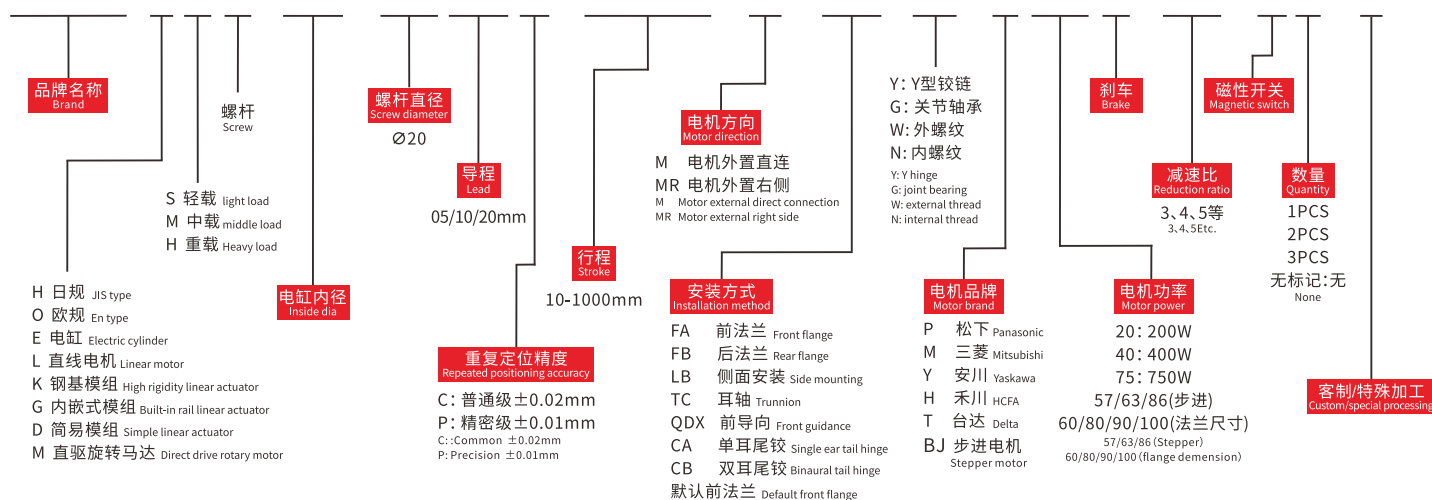 品牌名称
Brand
H 日规 JIS type
O 欧规 En type
E 电缸 Electric cylinder
L 直线电机 Linear motor
K 钢基模组 High rigidity linear actuator
G 内嵌式模组 Built-in rail linear actuator
D 简易模组 Simple linear actuator
M 直驱旋转马达 Direct drive rotary motor
S 轻载 light load
M 中载 middle load
H 重载 Heavy load
螺杆
Screw
电缸内径
Inside dia
螺杆直径
Screw diameter
Ø20
导程
Lead
05/10/20mm
重复定位精度
Repeated positioning accuracy
C: 普通级±0.02mm
P: 精密级±0.01mm
C::Common ±0.02mm
P: Precision ±0.01mm
行程
Stroke
10-1000mm
电机方向
Motor direction
M 电机外置直连
MR 电机外置右侧
M Motor external direct connection
MR Motor external right side
安装方式
Installation method
FA 前法兰 Front flange
FB 后法兰 Rear flange
LB 侧面安装 Side mounting
TC 耳轴 Trunnion
QDX 前导向 Front guidance
CA 单耳尾铰 Single ear tail hinge
CB 双耳尾铰 Binaural tail hinge
默认前法兰 Default front flange
Y: Y型铰链
G: 关节轴承
W: 外螺纹
N: 内螺纹
Y: Y hinge
G: joint bearing
W: external thread
N: internal thread
电机品牌
Motor brand
P 松下 Panasonic
M 三菱 Mitsubishi
Y 安川 Yaskawa
H 禾川 HCFA
T 台达 Delta
BJ 步进电机
Stepper motor
电机功率
Motor power
20: 200W
40: 400W
75: 750W
57/63/86(步进)
60/80/90/100(法兰尺寸)
57/63/86 (Stepper)
60/80/90/100 (flange demension)
刹车
Brake
减速比
Reduction ratio
3、4、5等
3、4、5Etc.
磁性开关
Magnetic switch
数量
Quantity
1PCS
2PCS
3PCS
无标记:无
None
客制/特殊加工
Custom/special processing